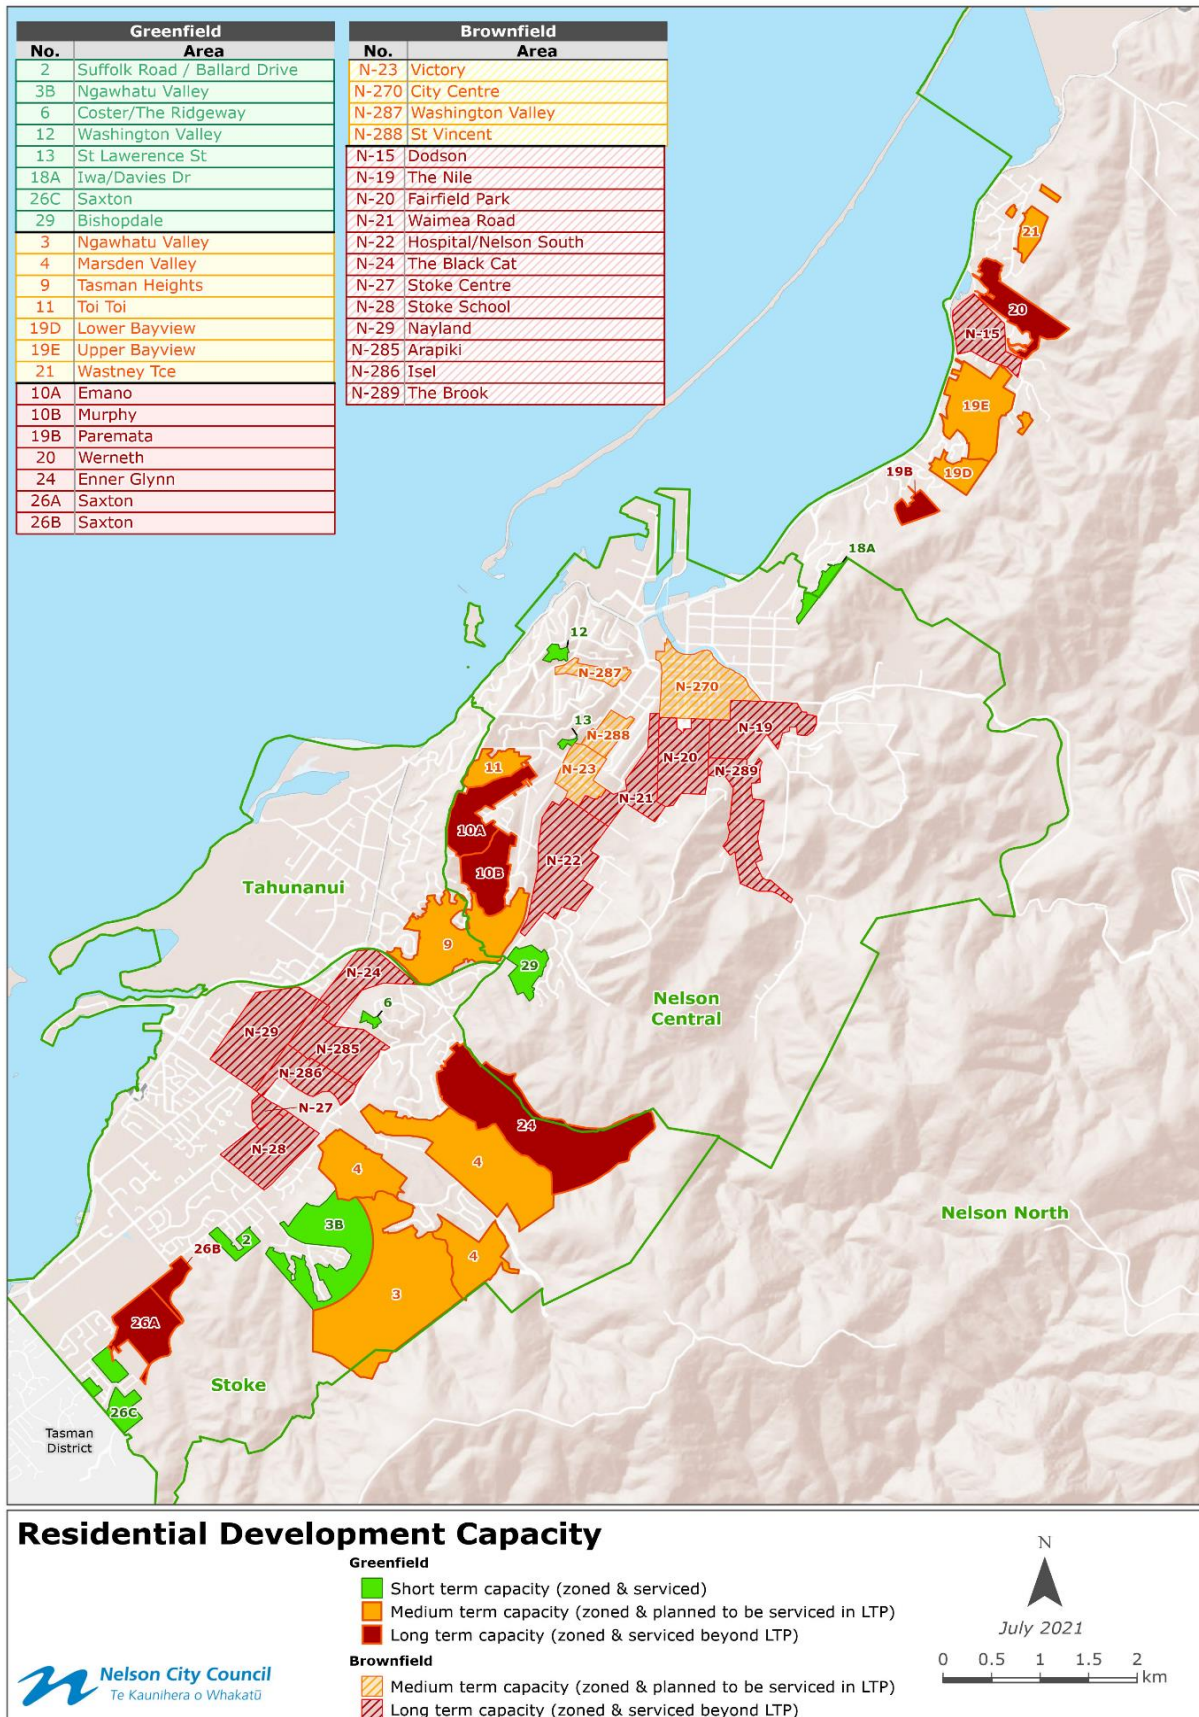 Greenfield
No. Area
2 Suffolk Road / Ballard Drive
3B Ngawhatu Valley
6 Coster/The Ridgeway
12 Washington Valley
13 St Lawerence St
18A Iwa/Davies Dr
26C Saxton
29 Bishopdale
3 Ngawhatu Valley
4 Marsden Valley
9 Tasman Heights
11 Toi Toi
19D Lower Bayview
19E Upper Bayview
21 Wastney Tce
10A Emano
10B Murphy
19B Paremata
20 Werneth
24 Enner Glynn
26A Saxton
26B Saxton
Brownfield
No. Area
N-23 Victory
N-270 City Centre
N-287 Washington Valley
N-288 St Vincent
N-15 Dodson
N-19 The Nile
N-20 Fairfield Park
N-21 Waimea Road
N-22 Hospital/Nelson South
N-24 The Black Cat
N-27 Stoke Centre
N-28 Stoke School
N-29 Nayland
N-285 Arapiki
N-286 Isel
N-289 The Brook
21
20
N-15
19E
19D
19B
18A
12
N-287
N-270
13
N-288
N-19
11
N-23
N-20
N-289
N-21
10A
N-22
10B
Tahunanui
9
29
N-24
6
Nelson
Central
N-29
N-285
N-286
N-27
24
N-28
4
4
Nelson North
3B
2
26B
4
3
26A
Stoke
26C
Tasman
District
Residential Development Capacity
Greenfield
Short term capacity (zoned & serviced)
Medium term capacity (zoned & planned to be serviced in LTP)
Long term capacity (zoned & serviced beyond LTP)
Brownfield
Medium term capacity (zoned & planned to be serviced in LTP)
Long term capacity (zoned & serviced beyond LTP)
Nelson City Council
Te Kaunihera o Whakatū
N
July 2021
0 0.5 1 1.5 2
km